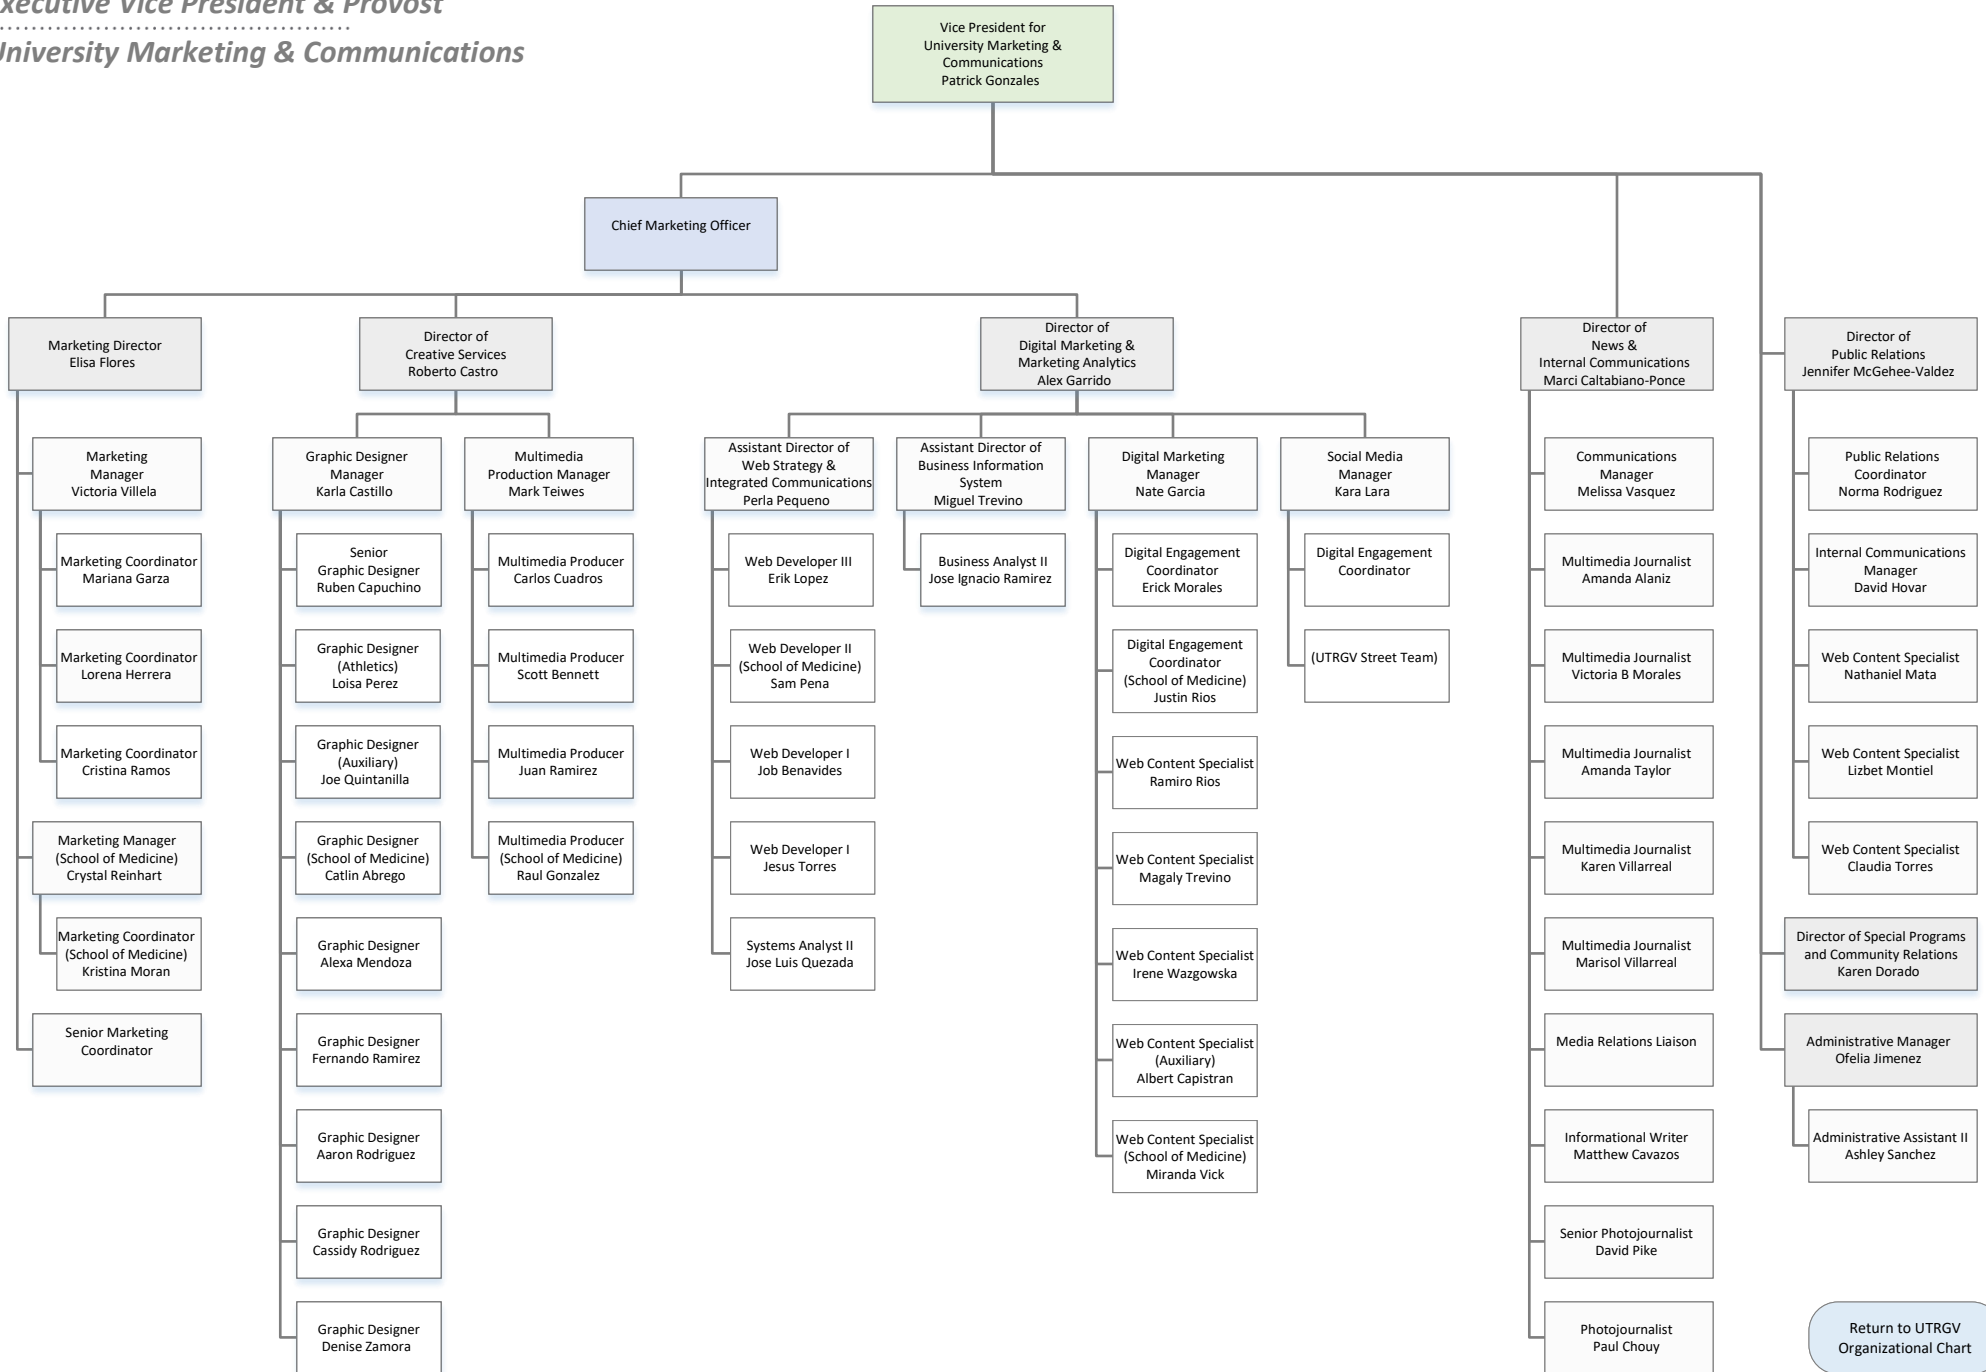 Executive Vice President & Provost
University Marketing & Communications
Vice President for
University Marketing &
Communications
Patrick Gonzales
Chief Marketing Officer
Marketing Director
Elisa Flores
Marketing
Manager
Victoria Villela
Marketing Coordinator
Mariana Garza
Marketing Coordinator
Lorena Herrera
Marketing Coordinator
Cristina Ramos
Marketing Manager
(School of Medicine)
Crystal Reinhart
Marketing Coordinator
(School of Medicine)
Kristina Moran
Senior Marketing
Coordinator
Director of
Creative Services
Roberto Castro
Graphic Designer
Manager
Karla Castillo
Senior
Graphic Designer
Ruben Capuchino
Graphic Designer
(Athletics)
Loisa Perez
Graphic Designer
(Auxiliary)
Joe Quintanilla
Graphic Designer
(School of Medicine)
Catlin Abrego
Graphic Designer
Alexa Mendoza
Graphic Designer
Fernando Ramirez
Graphic Designer
Aaron Rodriguez
Graphic Designer
Cassidy Rodriguez
Graphic Designer
Denise Zamora
Multimedia
Production Manager
Mark Teiwes
Multimedia Producer
Carlos Cuadros
Multimedia Producer
Scott Bennett
Multimedia Producer
Juan Ramirez
Multimedia Producer
(School of Medicine)
Raul Gonzalez
Director of
Digital Marketing &
Marketing Analytics
Alex Garrido
Assistant Director of
Web Strategy &
Integrated Communications
Perla Pequeno
Web Developer III
Erik Lopez
Web Developer II
(School of Medicine)
Sam Pena
Web Developer I
Job Benavides
Web Developer I
Jesus Torres
Systems Analyst II
Jose Luis Quezada
Assistant Director of
Business Information
System
Miguel Trevino
Business Analyst II
Jose Ignacio Ramirez
Digital Marketing
Manager
Nate Garcia
Digital Engagement
Coordinator
Erick Morales
Digital Engagement
Coordinator
(School of Medicine)
Justin Rios
Web Content Specialist
Ramiro Rios
Web Content Specialist
Magaly Trevino
Web Content Specialist
Irene Wazgowska
Web Content Specialist
(Auxiliary)
Albert Capistran
Web Content Specialist
(School of Medicine)
Miranda Vick
Social Media
Manager
Kara Lara
Digital Engagement
Coordinator
(UTRGV Street Team)
Director of
News &
Internal Communications
Marci Caltabiano-Ponce
Communications
Manager
Melissa Vasquez
Multimedia Journalist
Amanda Alaniz
Multimedia Journalist
Victoria B Morales
Multimedia Journalist
Amanda Taylor
Multimedia Journalist
Karen Villarreal
Multimedia Journalist
Marisol Villarreal
Media Relations Liaison
Informational Writer
Matthew Cavazos
Senior Photojournalist
David Pike
Photojournalist
Paul Chouy
Director of
Public Relations
Jennifer McGehee-Valdez
Public Relations
Coordinator
Norma Rodriguez
Internal Communications
Manager
David Hovar
Web Content Specialist
Nathaniel Mata
Web Content Specialist
Lizbet Montiel
Web Content Specialist
Claudia Torres
Director of Special Programs
and Community Relations
Karen Dorado
Administrative Manager
Ofelia Jimenez
Administrative Assistant II
Ashley Sanchez
Return to UTRGV
Organizational Chart